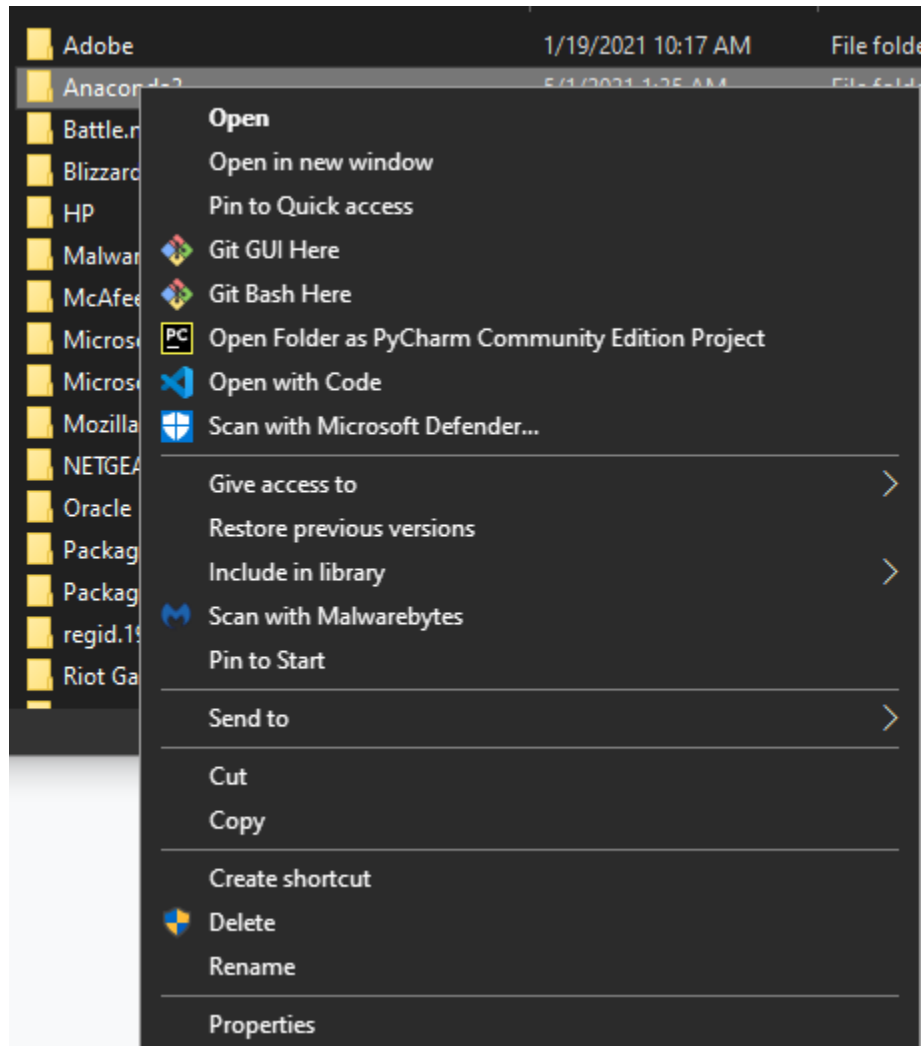 Adobe 1/19/2021 10:17 AM File folde
Open
Open in new window
Pin to Quick access
HP
Git GUI Here
Git Bash Here
Open Folder as PyCharm Community Edition Project
Open with Code
Scan with Microsoft Defender...
Mozilla
Give access to
Oracle
Restore previous versions
Include in library
Scan with Malwarebytes
Pin to Start
Send to
Cut
Copy
Create shortcut
Delete
Rename
Properties
PC